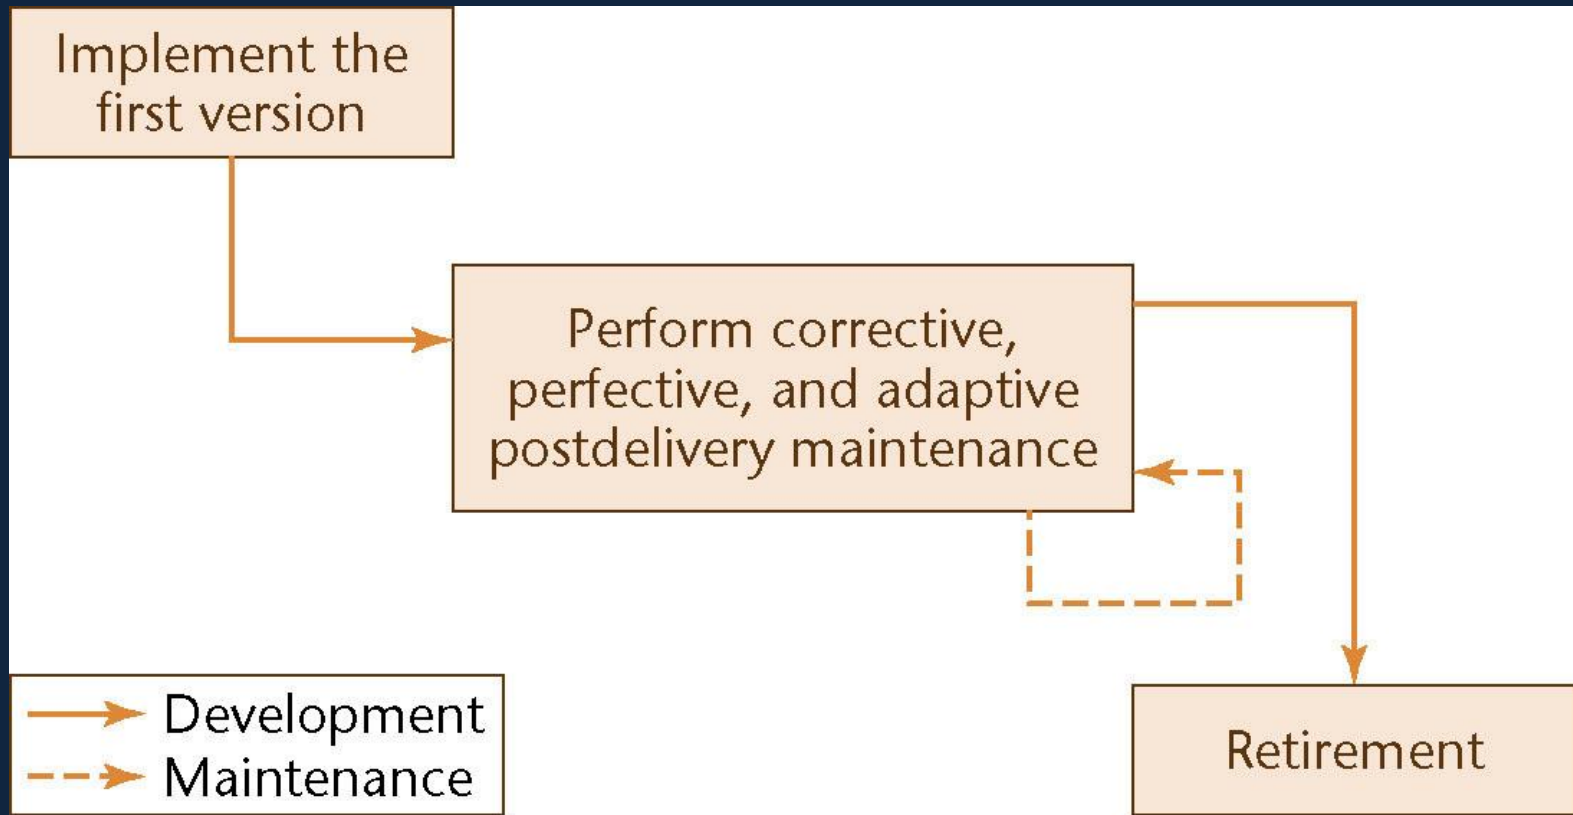 Implement the
first version
Perform corrective,
perfective, and adaptive
postdelivery maintenance
Development
Maintenance
Retirement